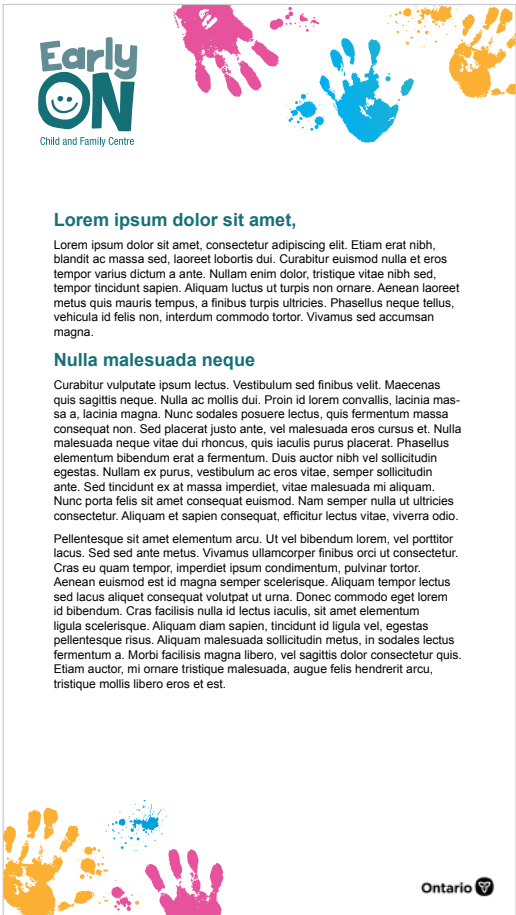 Early
ON
Child and Family Centre
Lorem ipsum dolor sit amet,
Lorem ipsum dolor sit amet, consectetur adipiscing elit. Etiam erat nibh,
blandit ac massa sed, laoreet lobortis dui. Curabitur euismod nulla et eros
tempor varius dictum a ante. Nullam enim dolor, tristique vitae nibh sed,
tempor tincidunt sapien. Aliquam luctus ut turpis non ornare. Aenean laoreet
metus quis mauris tempus, a finibus turpis ultricies. Phasellus neque tellus,
vehicula id felis non, interdum commodo tortor. Vivamus sed accumsan
magna.
Nulla malesuada neque
Curabitur vulputate ipsum lectus. Vestibulum sed finibus velit. Maecenas
quis sagittis neque. Nulla ac mollis dui. Proin id lorem convallis, lacinia mas-
sa a, lacinia magna. Nunc sodales posuere lectus, quis fermentum massa
consequat non. Sed placerat justo ante, vel malesuada eros cursus et. Nulla
malesuada neque vitae dui rhoncus, quis iaculis purus placerat. Phasellus
elementum bibendum erat a fermentum. Duis auctor nibh vel sollicitudin
egestas. Nullam ex purus, vestibulum ac eros vitae, semper sollicitudin
ante. Sed tincidunt ex at massa imperdiet, vitae malesuada mi aliquam.
Nunc porta felis sit amet consequat euismod. Nam semper nulla ut ultricies
consectetur. Aliquam et sapien consequat, efficitur lectus vitae, viverra odio.
Pellentesque sit amet elementum arcu. Ut vel bibendum lorem, vel porttitor
lacus. Sed sed ante metus. Vivamus ullamcorper finibus orci ut consectetur.
Cras eu quam tempor, imperdiet ipsum condimentum, pulvinar tortor.
Aenean euismod est id magna semper scelerisque. Aliquam tempor lectus
sed lacus aliquet consequat volutpat ut urna. Donec commodo eget lorem
id bibendum. Cras facilisis nulla id lectus iaculis, sit amet elementum
ligula scelerisque. Aliquam diam sapien, tincidunt id ligula vel, egestas
pellentesque risus. Aliquam malesuada sollicitudin metus, in sodales lectus
fermentum a. Morbi facilisis magna libero, vel sagittis dolor consectetur quis.
Etiam auctor, mi ornare tristique malesuada, augue felis hendrerit arcu,
tristique mollis libero eros et est.
Ontario